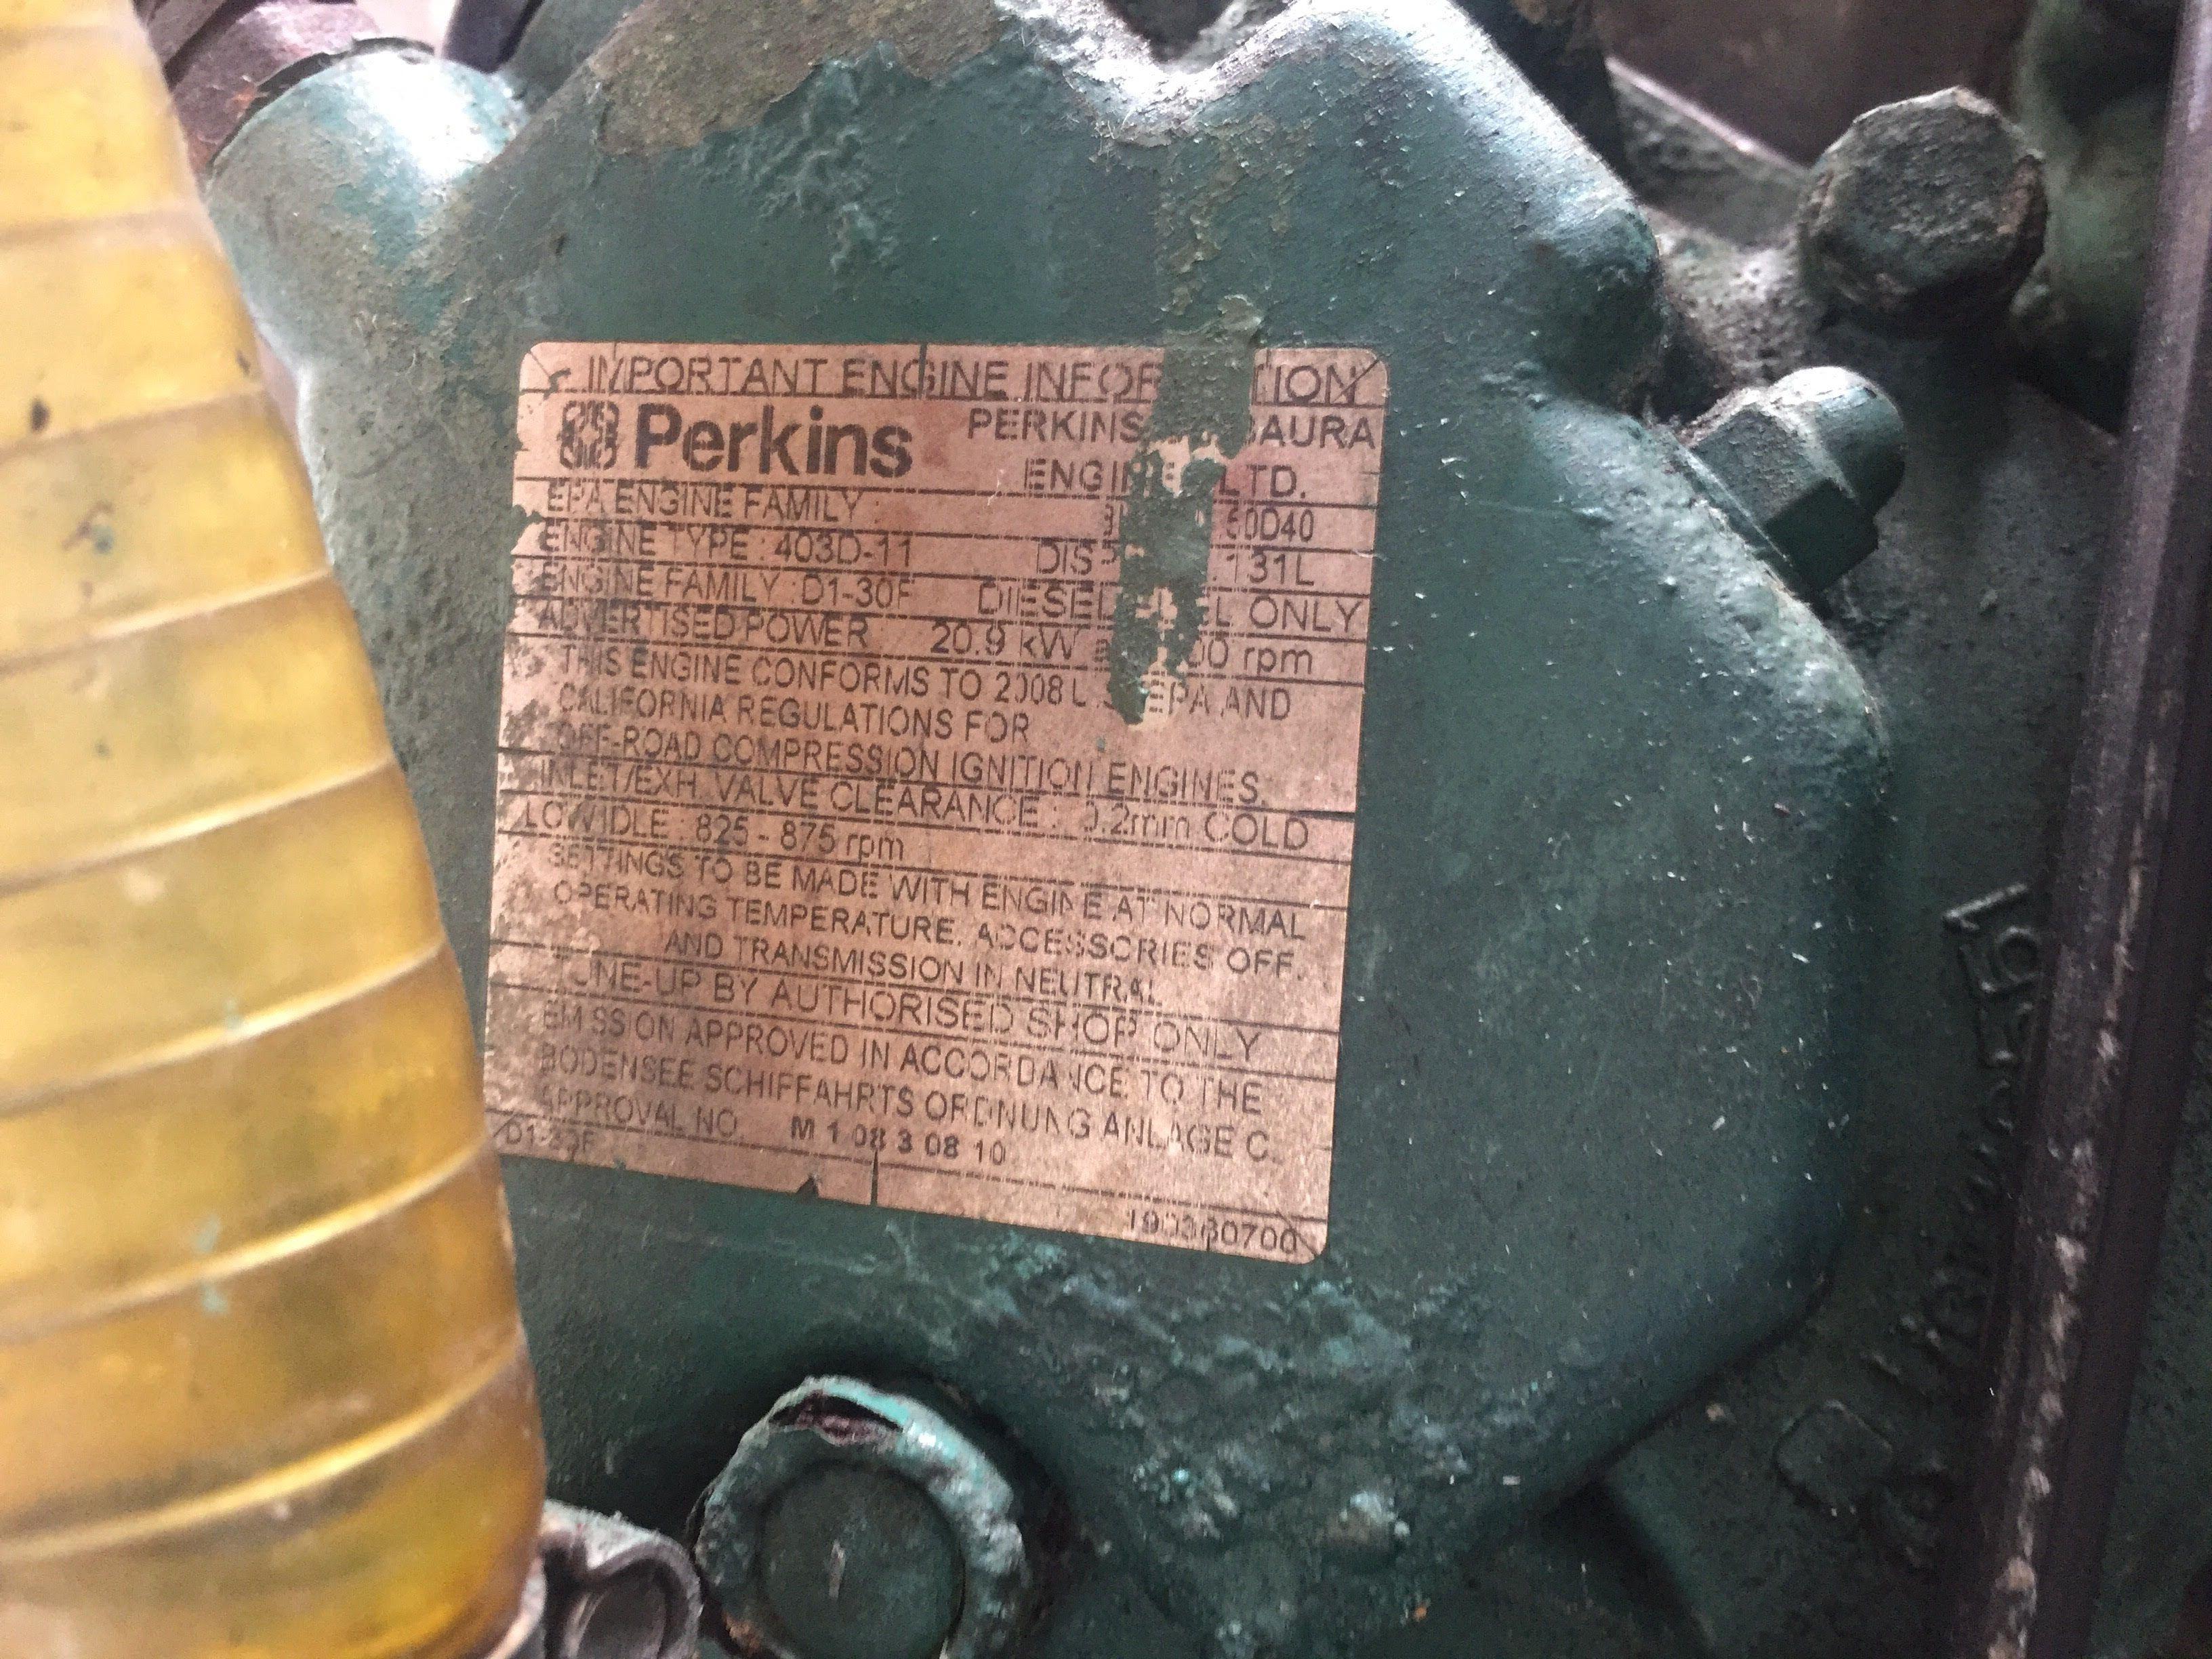 IMPORTANT ENGINE
Perkins PERKINS
LTD.
EPA ENGINE FAMILY
ENGINE TYPE : 403D-11
ENGINE FAMILY : D1-30F DIESEL ONLY
ADVERTISED POWER 20.9 kW rpm
THIS ENGINE CONFORMS TO 2008 EPA AND
CALIFORNIA REGULATIONS FOR
OFF-ROAD COMPRESSION IGNITION ENGINES.
INLET/EXH. VALVE CLEARANCE : 0.2mm COLD
LOW IDLE : 825 - 875 rpm
SETTINGS TO BE MADE WITH ENGINE AT NORMAL
OPERATING TEMPERATURE. ACCESSORIES OFF.
AND TRANSMISSION IN NEUTRAL.
TUNE-UP BY AUTHORISED SHOP ONLY
EMISSION APPROVED IN ACCORDANCE TO THE
BODENSEE SCHIFFAHRTS ORDNUNG ANLAGE C.
APPROVAL NO. M 1 08 3 08 10
D1-30F